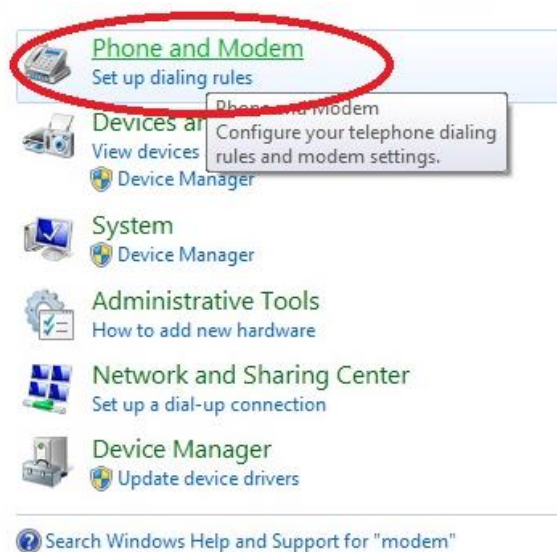 Phone and Modem
Set up dialing rules
Phone and Modem
Configure your telephone dialing
rules and modem settings.
Devices ar
View devices
Device Manager
System
Device Manager
Administrative Tools
How to add new hardware
Network and Sharing Center
Set up a dial-up connection
Device Manager
Update device drivers
Search Windows Help and Support for "modem"